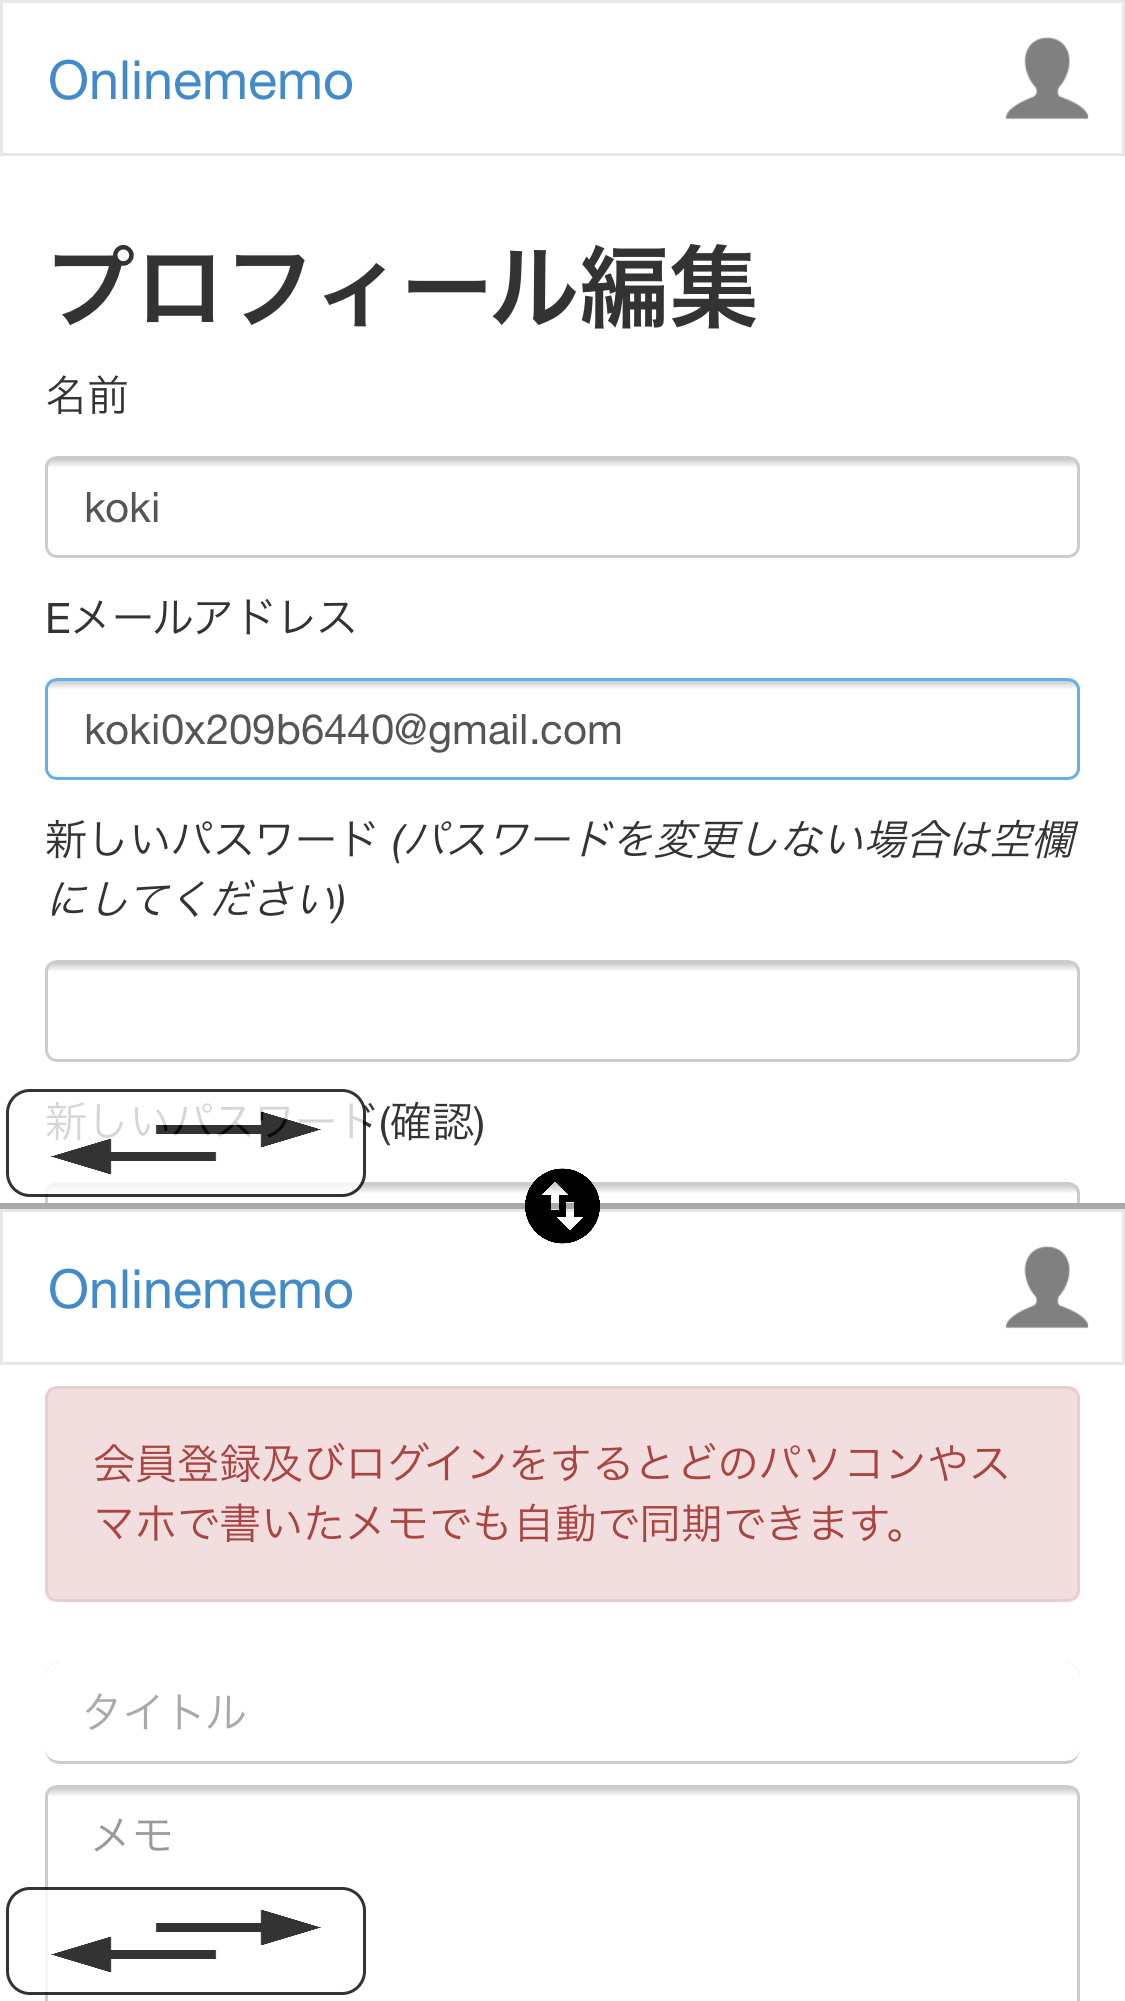 Onlinememo
プロフィール編集
名前
koki
Eメールアドレス
koki0x209b6440@gmail.com
新しいパスワード (パスワードを変更しない場合は空欄
にしてください)
新しいパスワード(確認)
Onlinememo
会員登録及びログインをするとどのパソコンやス
マホで書いたメモでも自動で同期できます。
タイトル
メモ